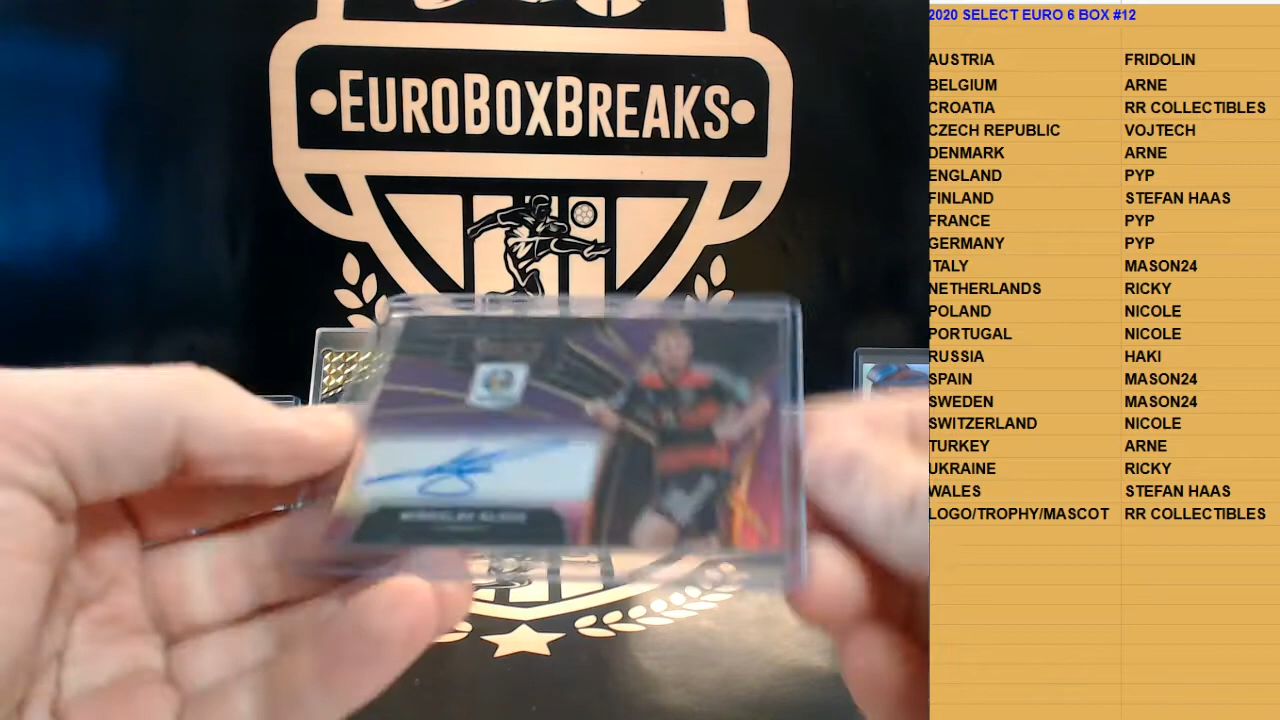 EUROBOXBREAKS
2020 SELECT EURO 6 BOX #12
AUSTRIA FRIDOLIN
BELGIUM ARNE
CROATIA RR COLLECTIBLES
CZECH REPUBLIC VOJTECH
DENMARK ARNE
ENGLAND PYP
FINLAND STEFAN HAAS
FRANCE PYP
GERMANY PYP
ITALY MASON24
NETHERLANDS RICKY
POLAND NICOLE
PORTUGAL NICOLE
RUSSIA HAKI
SPAIN MASON24
SWEDEN MASON24
SWITZERLAND NICOLE
TURKEY ARNE
UKRAINE RICKY
WALES STEFAN HAAS
LOGO/TROPHY/MASCOT RR COLLECTIBLES